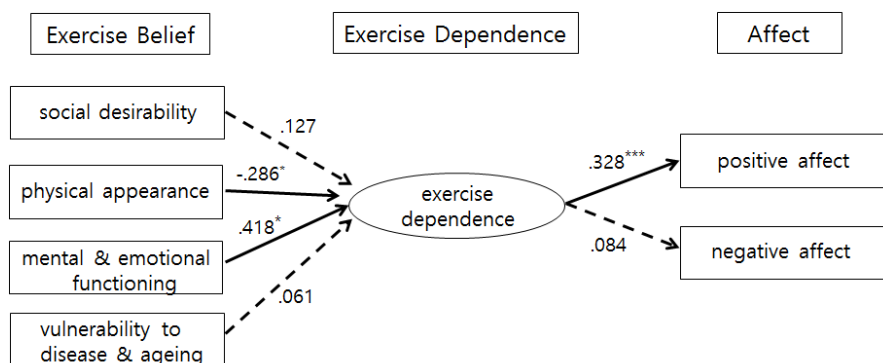 Exercise Belief
Exercise Dependence
Affect
social desirability
.127
physical appearance
-.286*
mental & emotional
functioning
.418*
vulnerability to
disease & ageing
.061
exercise
dependence
.328***
positive affect
.084
negative affect